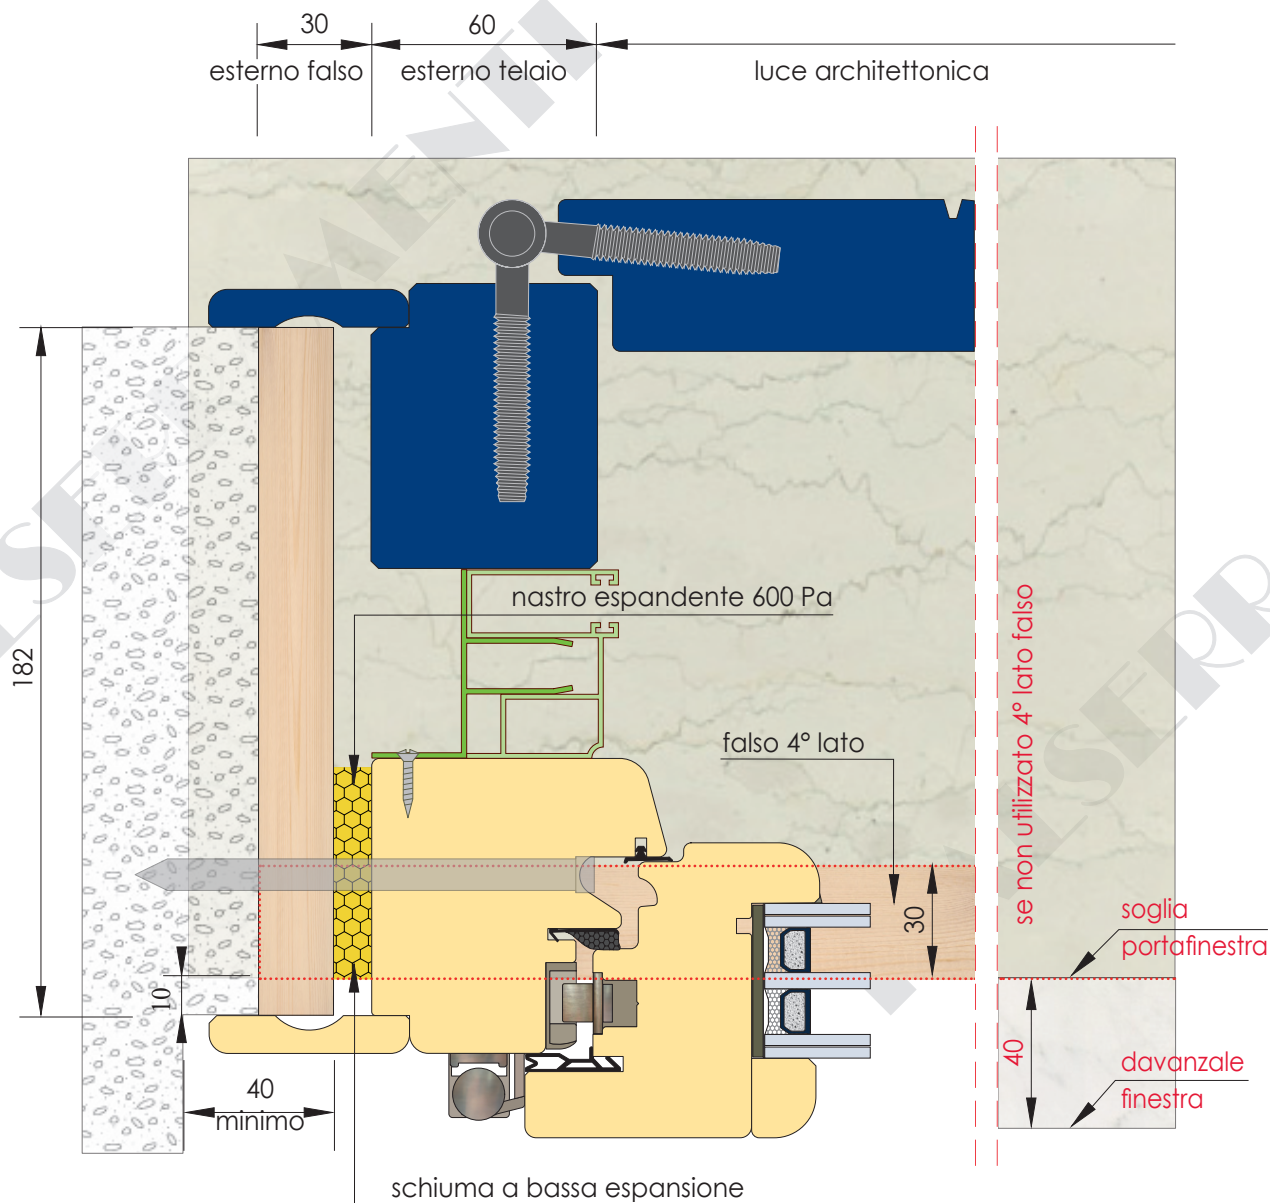 30
60
esterno falso
esterno telaio
luce architettonica
nastro espandente 600 Pa
182
falso 4° lato
se non utilizzato 4° lato falso
30
soglia
portafinestra
10
40
davanzale
finestra
40
minimo
schiuma a bassa espansione